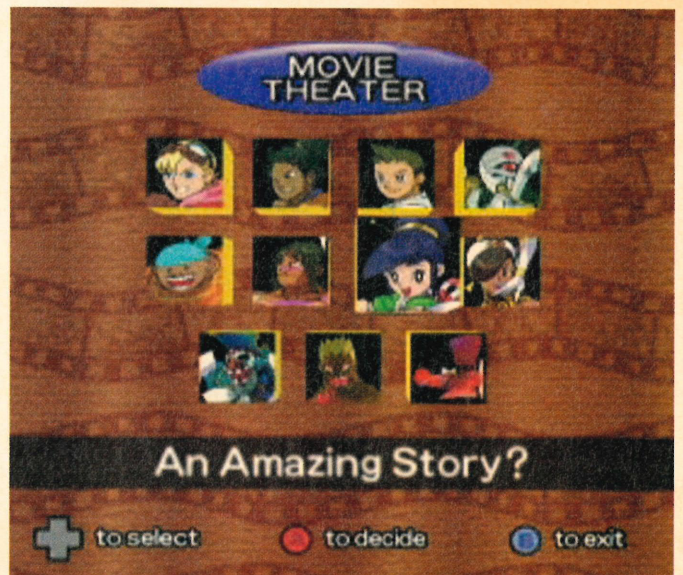 MOVIE
THEATER
An Amazing Story?
to select
A to decide
B to exit